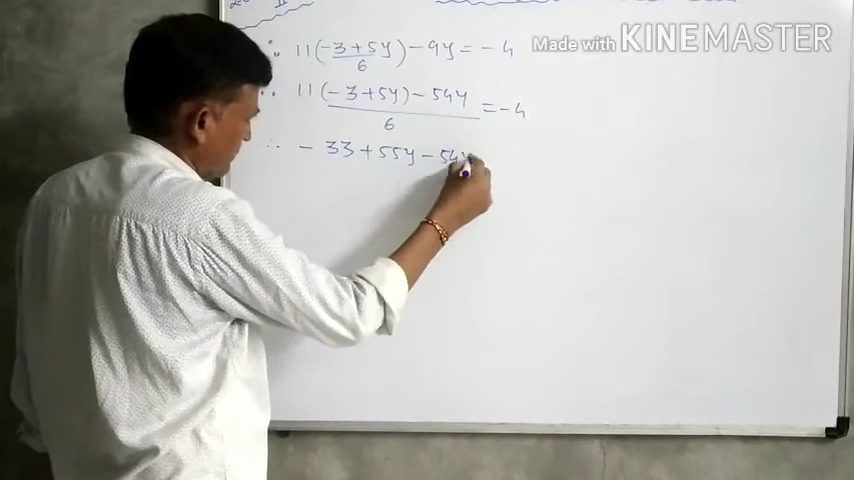 Made with KINEMASTER
∴ 11(-3+5y/6) - 9y = -4
∴ 11(-3+5y) - 54y/6 = -4
∴ - 33 + 55y - 54y